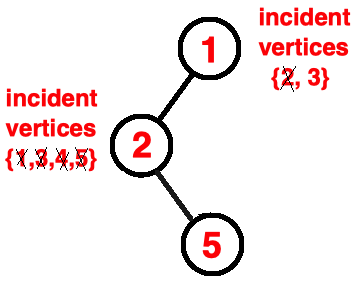 1
incident
vertices
{2, 3}
incident
vertices
{1,3,4,5}
2
5